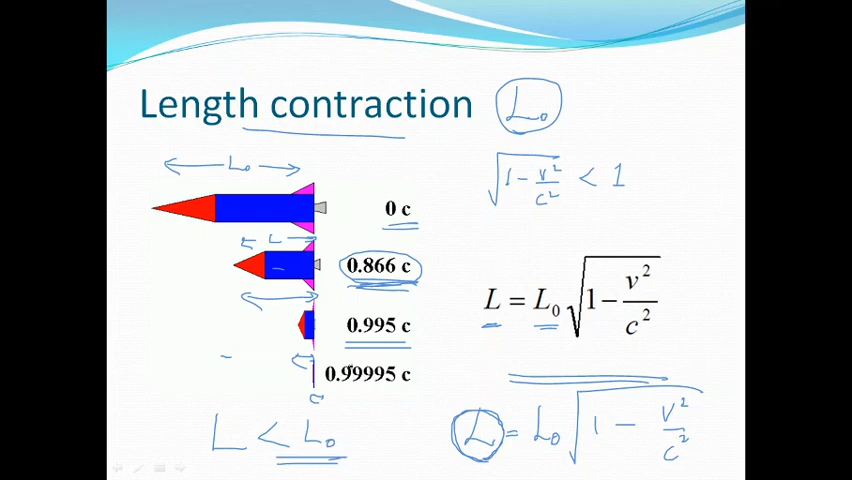 Length contraction L₀
L₀
√1 - v²/c² < 1
0 c
L
0.866 c
L = L₀ √1 - v²/c²
0.995 c
0.99995 c
c
L < L₀
L = L₀ √1 - v²/c²